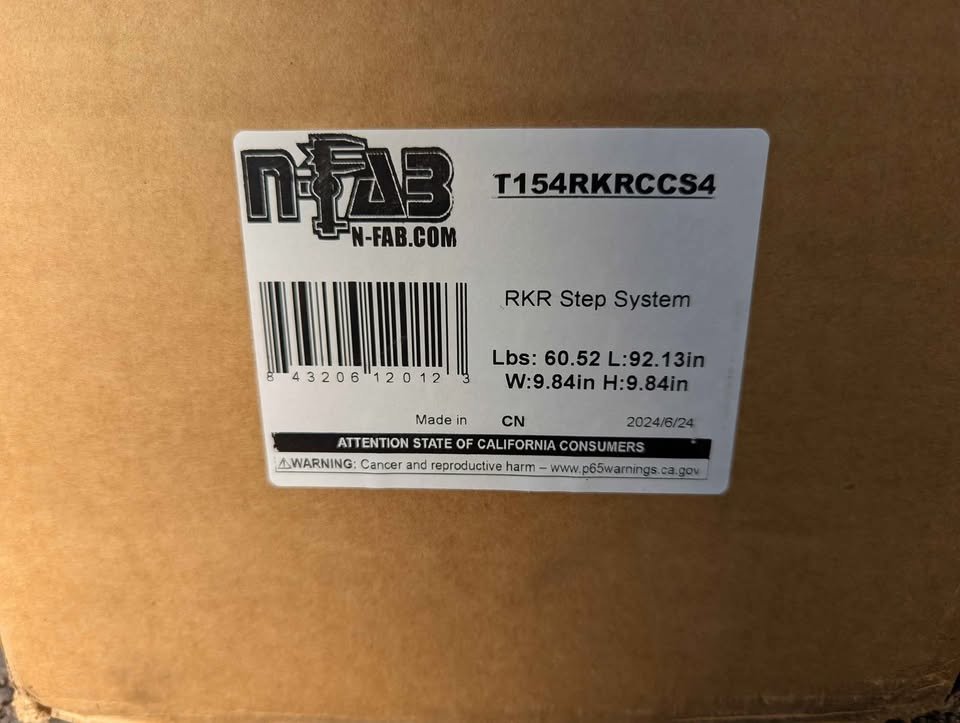 n-FAB
N-FAB.COM
T154RKRCCS4
RKR Step System
8 43206 12012 3
Lbs: 60.52 L:92.13in
W:9.84in H:9.84in
Made in CN 2024/6/24
ATTENTION STATE OF CALIFORNIA CONSUMERS
⚠WARNING: Cancer and reproductive harm – www.p65warnings.ca.gov